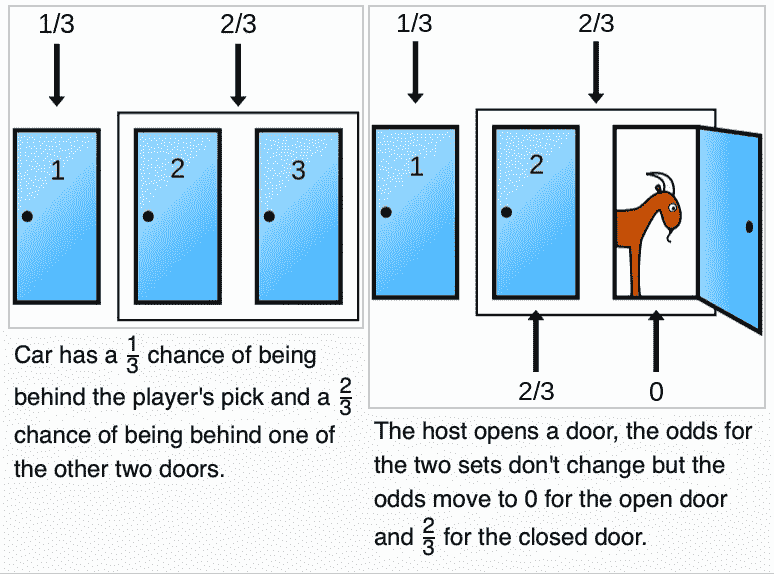 1/3 2/3
1 2 3
Car has a 1/3 chance of being
behind the player's pick and a 2/3
chance of being behind one of
the other two doors.
1/3 2/3
1 2
2/3 0
The host opens a door, the odds for
the two sets don't change but the
odds move to 0 for the open door
and 2/3 for the closed door.